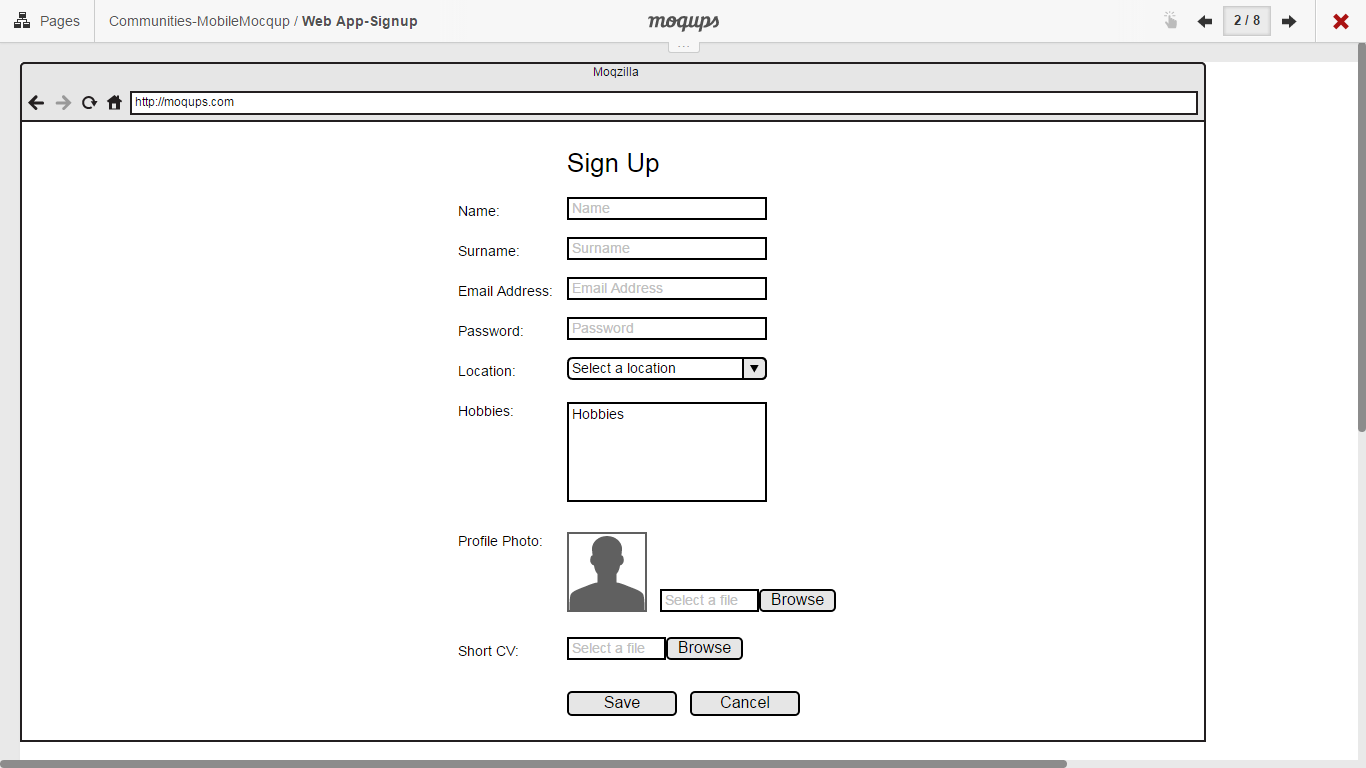 Pages Communities-MobileMocqup / Web App-Signup moqups 2 / 8
...
Moqzilla
http://moqups.com
Sign Up
Name: Name
Surname: Surname
Email Address: Email Address
Password: Password
Location: Select a location
Hobbies: Hobbies
Profile Photo:
Select a file Browse
Short CV: Select a file Browse
Save Cancel